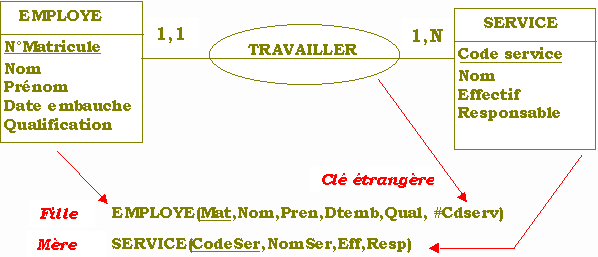 EMPLOYE
N°Matricule
Nom
Prénom
Date embauche
Qualification
1,1
TRAVAILLER
1,N
SERVICE
Code service
Nom
Effectif
Responsable
Clé étrangère
Fille EMPLOYE(Mat,Nom,Pren,Dtemb,Qual, #Cdserv)
Mère SERVICE(CodeSer,NomSer,Eff,Resp)